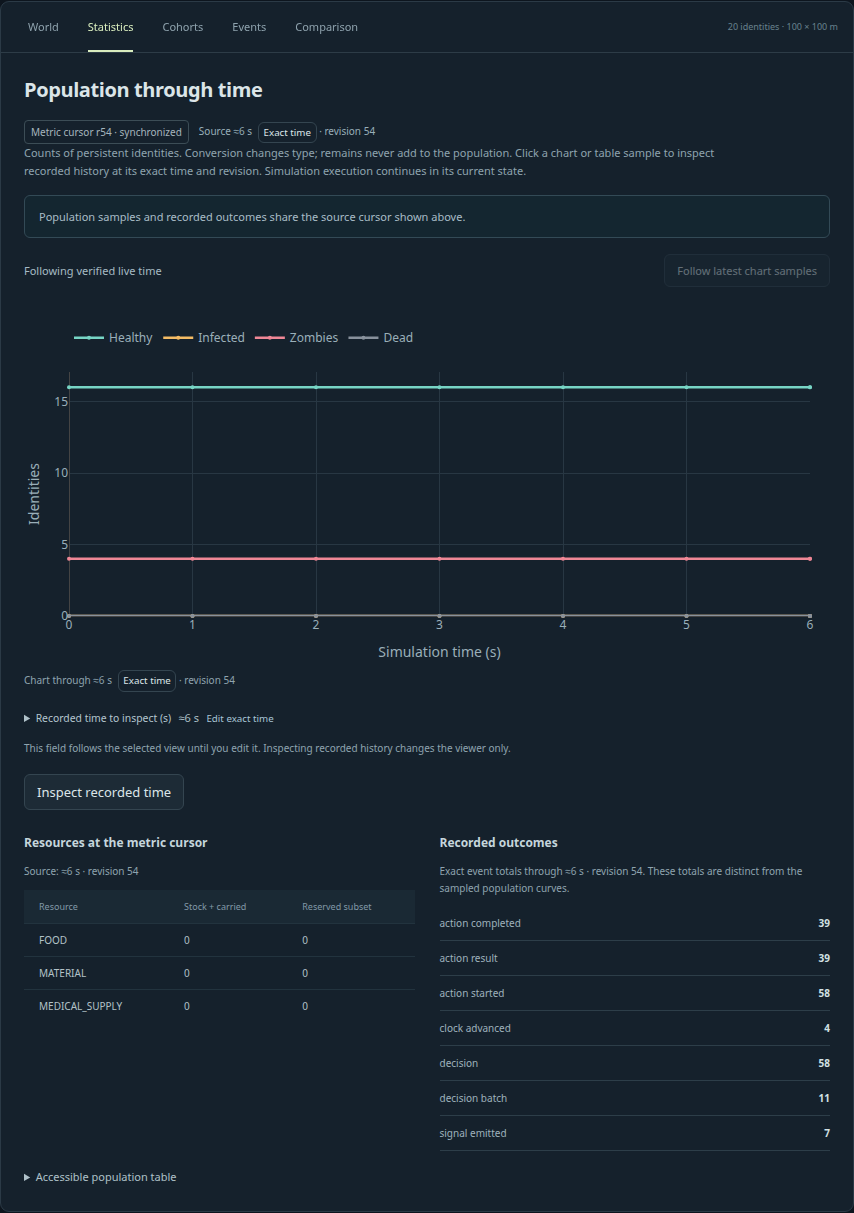 World Statistics Cohorts Events Comparison 20 identities · 100 × 100 m
Population through time
Metric cursor r54 · synchronized Source ≈6 s Exact time · revision 54
Counts of persistent identities. Conversion changes type; remains never add to the population. Click a chart or table sample to inspect
recorded history at its exact time and revision. Simulation execution continues in its current state.
Population samples and recorded outcomes share the source cursor shown above.
Following verified live time Follow latest chart samples
Healthy Infected Zombies Dead
15
10
5
0
Identities
0 1 2 3 4 5 6
Simulation time (s)
Chart through ≈6 s Exact time · revision 54
▶ Recorded time to inspect (s) ≈6 s Edit exact time
This field follows the selected view until you edit it. Inspecting recorded history changes the viewer only.
Inspect recorded time
Resources at the metric cursor
Source: ≈6 s · revision 54
Resource Stock + carried Reserved subset
FOOD 0 0
MATERIAL 0 0
MEDICAL_SUPPLY 0 0
Recorded outcomes
Exact event totals through ≈6 s · revision 54. These totals are distinct from the
sampled population curves.
action completed 39
action result 39
action started 58
clock advanced 4
decision 58
decision batch 11
signal emitted 7
▶ Accessible population table